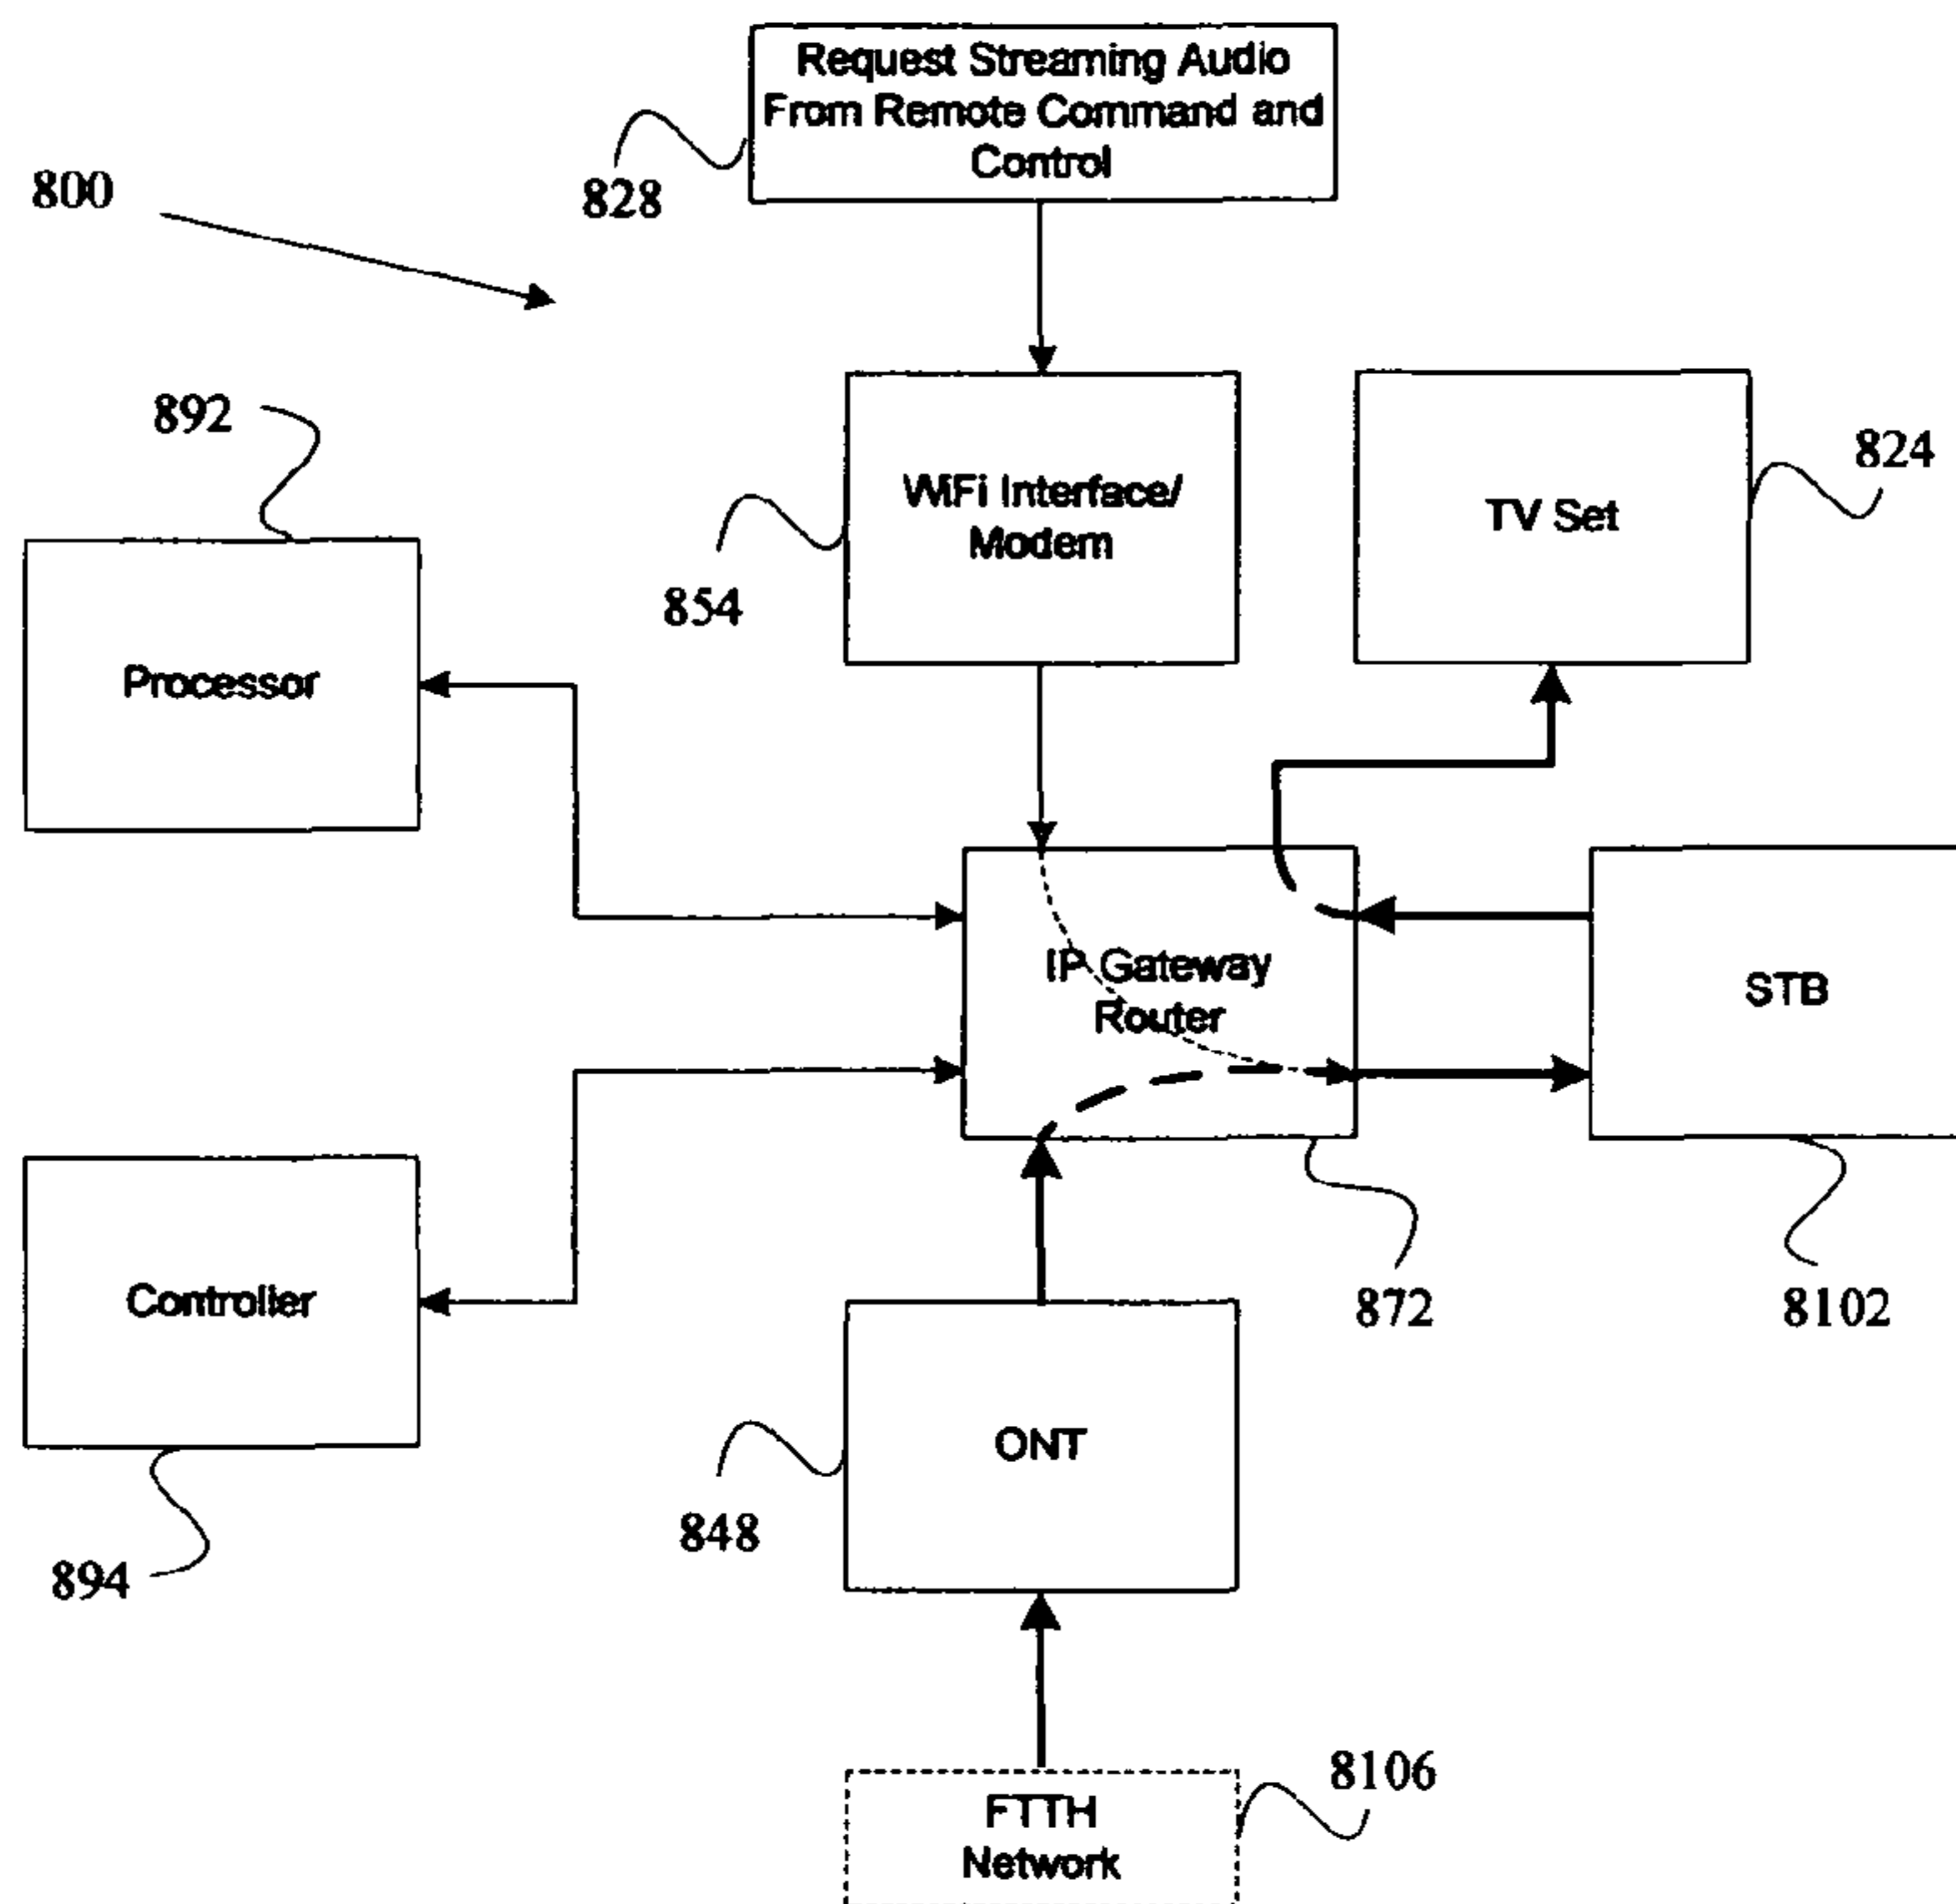 Request Streaming Audio
From Remote Command and
Control
800
828
892
WiFi Interface/
Modem
854
TV Set
824
Processor
IP Gateway
Router
STB
Controller
872
8102
ONT
848
894
8106
FTTH
Network